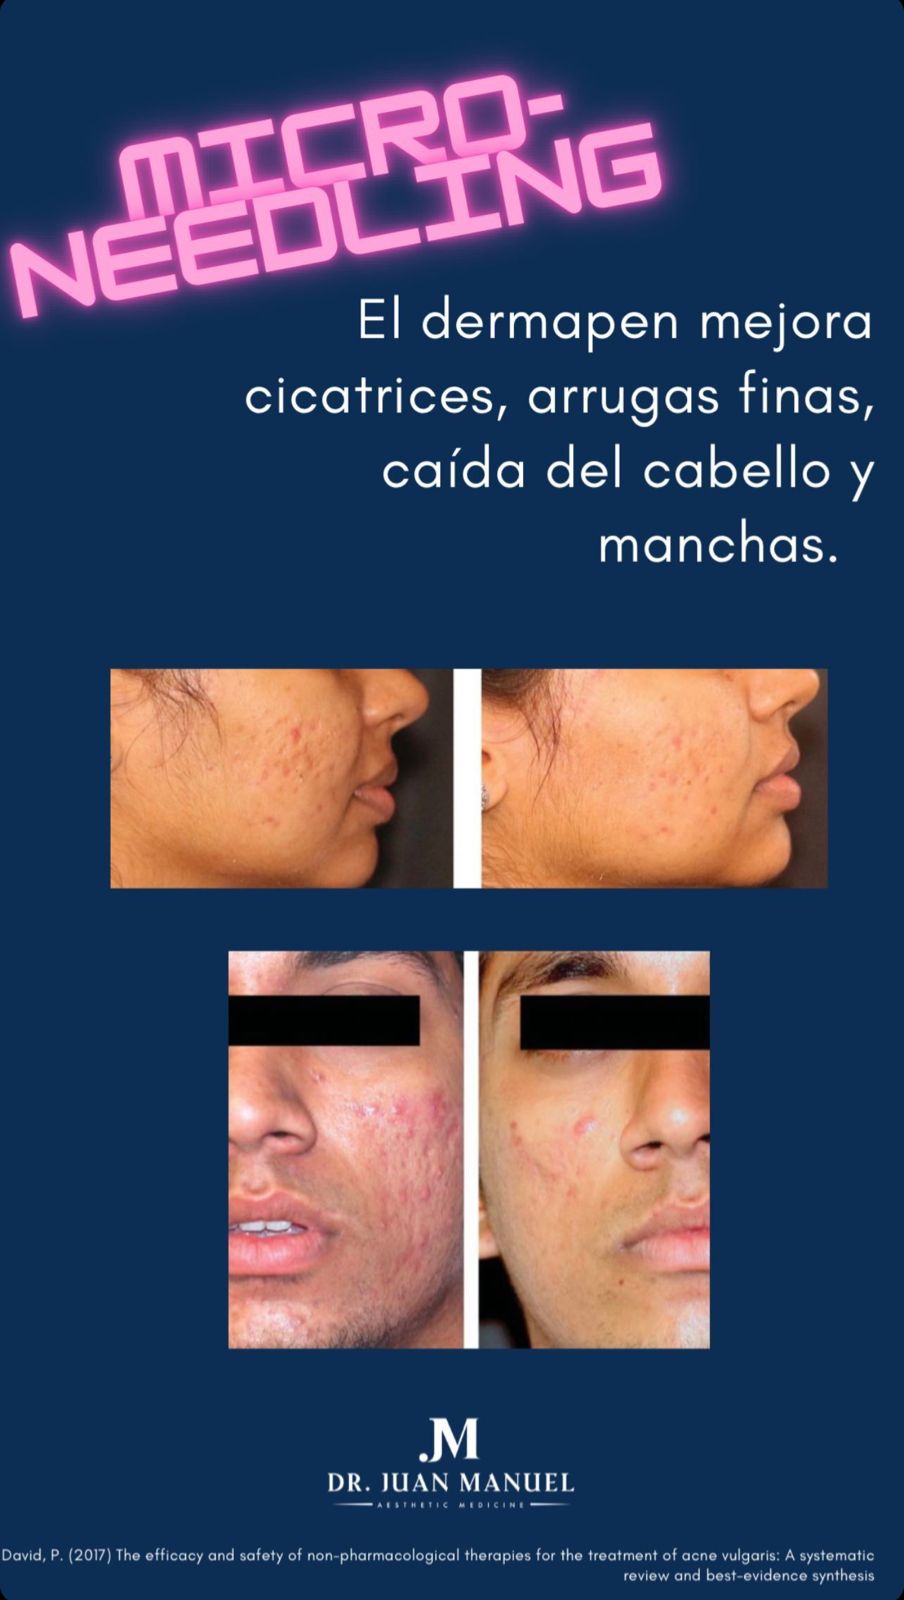 MICRO-
NEEDLING
El dermapen mejora
cicatrices, arrugas finas,
caída del cabello y
manchas.
JM
DR. JUAN MANUEL
AESTHETIC MEDICINE
David, P. (2017) The efficacy and safety of non-pharmacological therapies for the treatment of acne vulgaris: A systematic
review and best-evidence synthesis